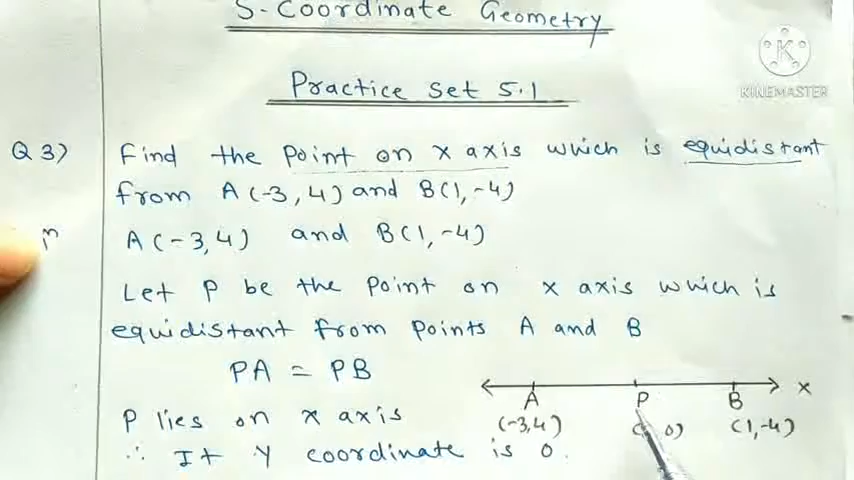 5-Coordinate Geometry
K
KINEMASTER
Practice set 5.1
Q 3) Find the point on x axis which is equidistant
from A(-3,4) and B(1,-4)
A(-3,4) and B(1,-4)
Let P be the point on x axis which is
equidistant from points A and B
PA = PB
A P B X
(-3,4) ( 0) (1,-4)
P lies on x axis
∴ It Y coordinate is 0.